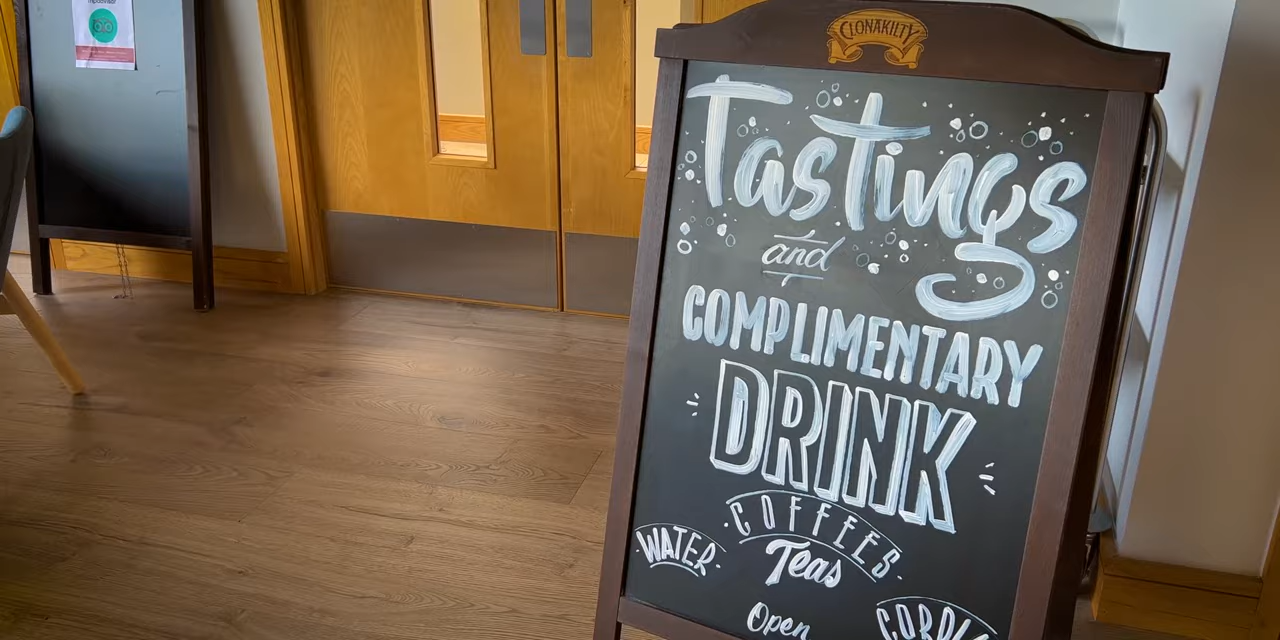 CLONAKILTY
Tastings
and
COMPLIMENTARY
DRINK
COFFEES
WATER
Teas
Open